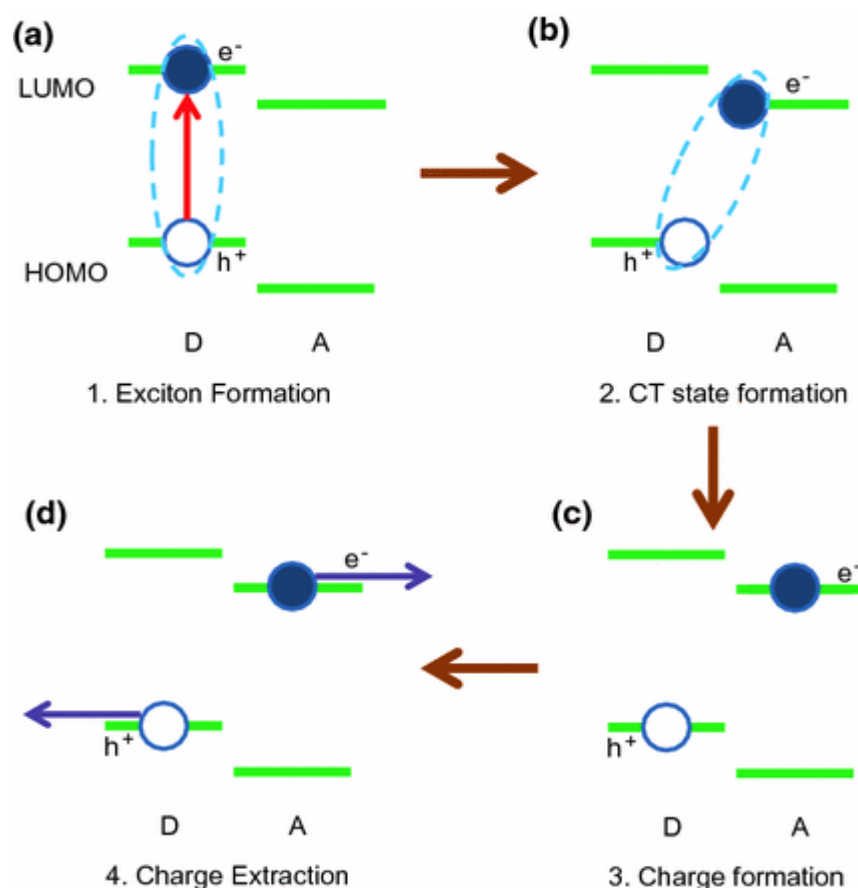 (a)
e-
LUMO
HOMO
h+
D A
1. Exciton Formation
(b)
e-
h+
D A
2. CT state formation
(c)
e-
h+
D A
3. Charge formation
(d)
e-
h+
D A
4. Charge Extraction